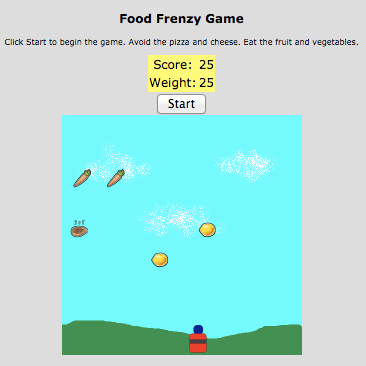 Food Frenzy Game
Click Start to begin the game. Avoid the pizza and cheese. Eat the fruit and vegetables.
Score: 25
Weight: 25
Start